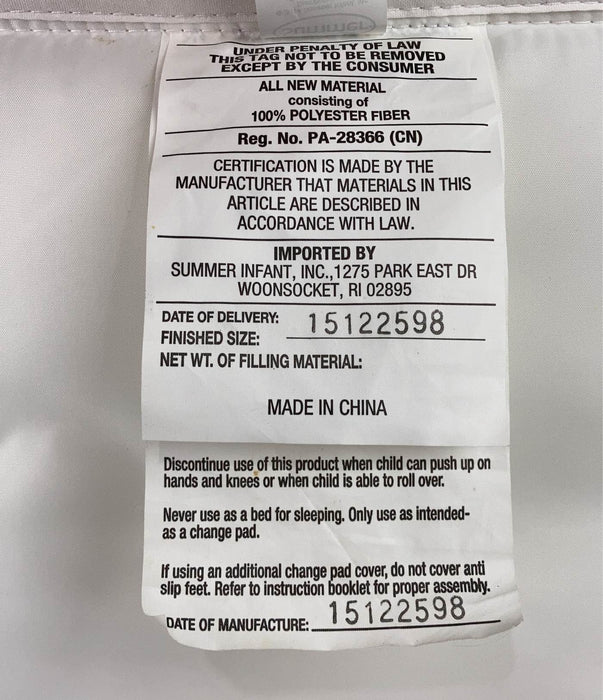 summer
UNDER PENALTY OF LAW
THIS TAG NOT TO BE REMOVED
EXCEPT BY THE CONSUMER
ALL NEW MATERIAL
consisting of
100% POLYESTER FIBER
Reg. No. PA-28366 (CN)
CERTIFICATION IS MADE BY THE
MANUFACTURER THAT MATERIALS IN THIS
ARTICLE ARE DESCRIBED IN
ACCORDANCE WITH LAW.
IMPORTED BY
SUMMER INFANT, INC.,1275 PARK EAST DR
WOONSOCKET, RI 02895
DATE OF DELIVERY: 15122598
FINISHED SIZE:
NET WT. OF FILLING MATERIAL:
MADE IN CHINA
Discontinue use of this product when child can push up on
hands and knees or when child is able to roll over.
Never use as a bed for sleeping. Only use as intended-
as a change pad.
If using an additional change pad cover, do not cover anti
slip feet. Refer to instruction booklet for proper assembly.
DATE OF MANUFACTURE: 15122598